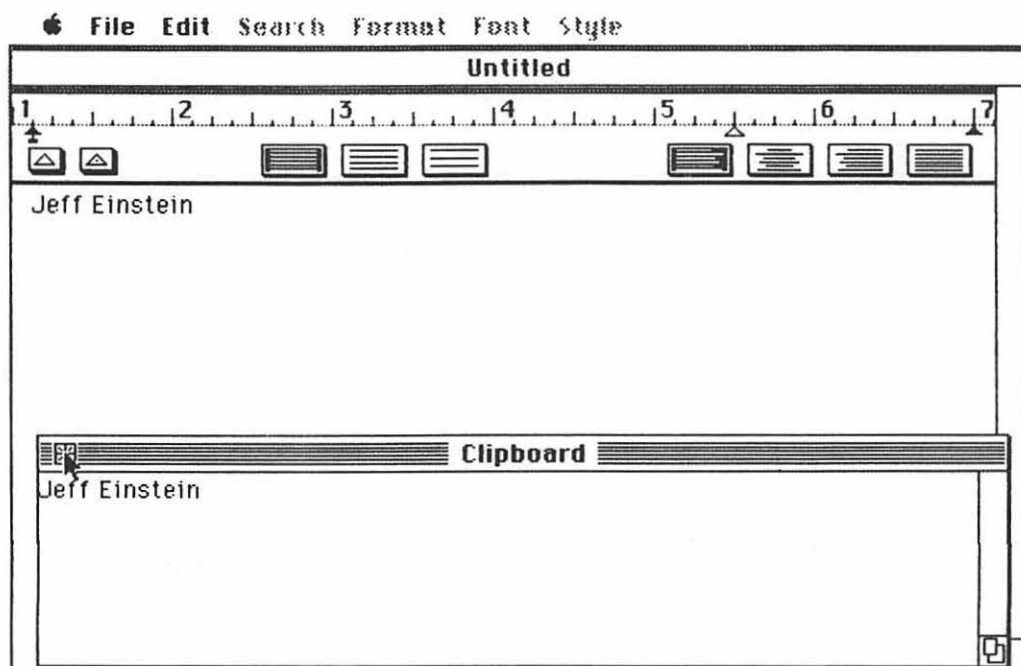 File Edit Search Format Font Style
Untitled
1 2 3 4 5 6 7
Jeff Einstein
Clipboard
Jeff Einstein